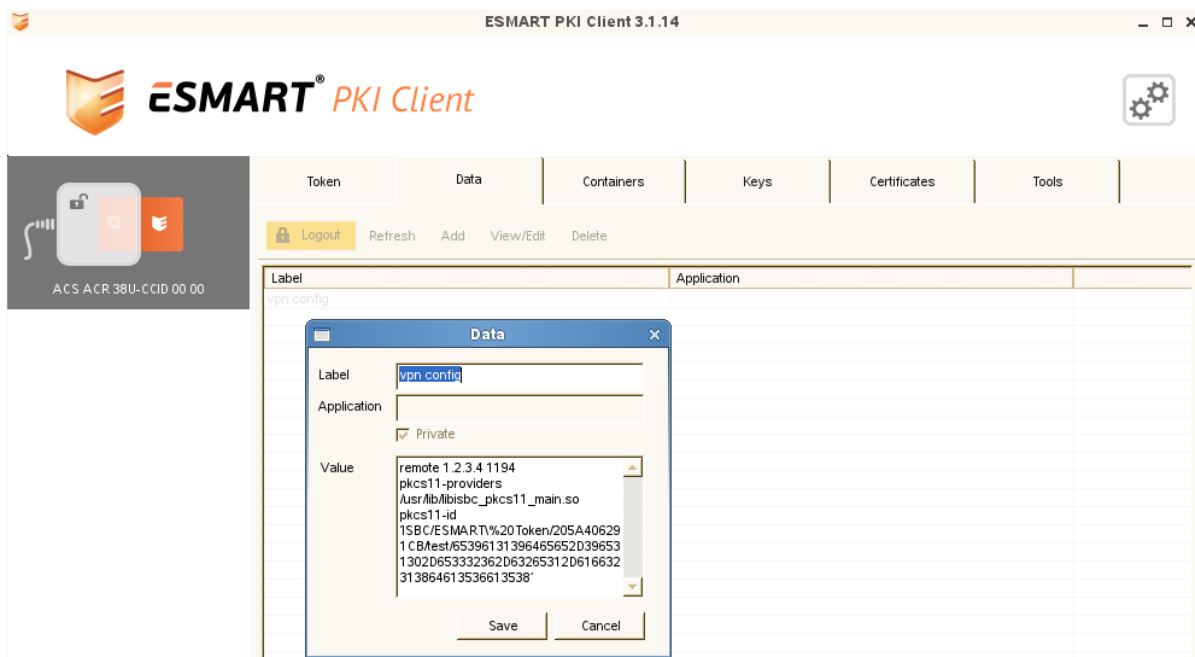 ESMART PKI Client 3.1.14
ESMART® PKI Client
Token Data Containers Keys Certificates Tools
Logout Refresh Add View/Edit Delete
ACS ACR 38U-CCID 00 00
Label Application
vpn config
Data
Label vpn config
Application
Private
Value
remote 1.2.3.4 1194
pkcs11-providers
/usr/lib/libisbc_pkcs11_main.so
pkcs11-id
'ISBC/ESMART\%20Token/205A40629
1CB/test/65396131396465652D39653
1302D653332362D63265312D616632
313864613536613538'
Save Cancel